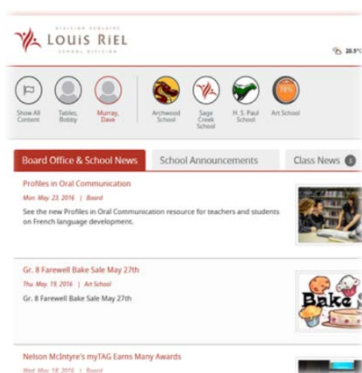 DIVISION SCOLAIRE
LOUIS RIEL
SCHOOL DIVISION
Show All
Content
Tables,
Bobby
Murray,
Dave
Archwood
School
Sage
Creek
School
H. S. Paul
School
Art School
Board Office & School News
School Announcements
Class News
Profiles in Oral Communication
Mon May. 23, 2016 | Board
See the new Profiles in Oral Communication resource for teachers and students
on French language development.
Gr. 8 Farewell Bake Sale May 27th
Thu May. 19, 2016 | Art School
Gr. 8 Farewell Bake Sale May 27th
Bake
Nelson McIntyre's myTAG Earns Many Awards
Wed May. 18, 2016 | Board